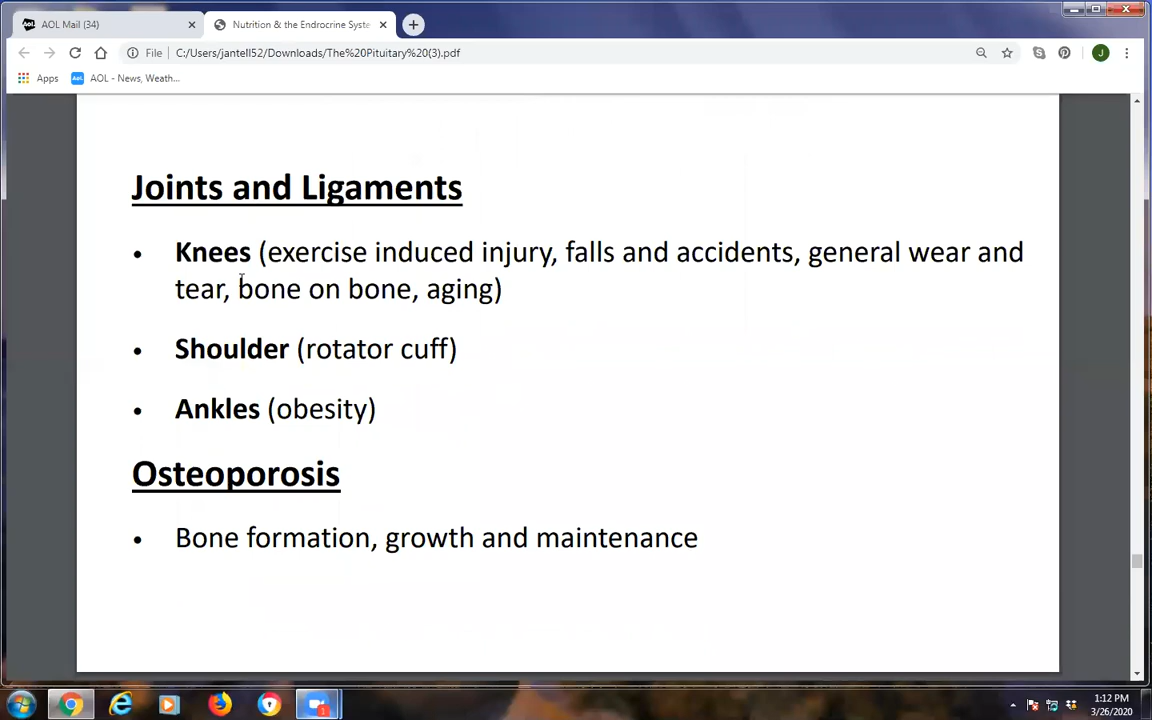 AOL Mail (34)
Nutrition & the Endocrine Syste
File
C:/Users/jantell52/Downloads/The%20Pituitary%20(3).pdf
J
Apps
Aol.
AOL - News, Weath...
Joints and Ligaments
• Knees (exercise induced injury, falls and accidents, general wear and
tear, bone on bone, aging)
• Shoulder (rotator cuff)
• Ankles (obesity)
Osteoporosis
• Bone formation, growth and maintenance
1:12 PM
3/26/2020